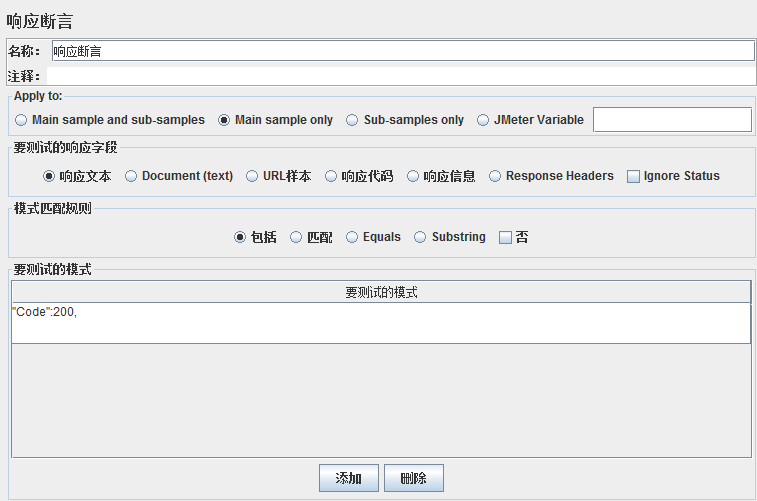 响应断言
名称： 响应断言
注释：
Apply to:
Main sample and sub-samples Main sample only Sub-samples only JMeter Variable
要测试的响应字段
响应文本 Document (text) URL样本 响应代码 响应信息 Response Headers Ignore Status
模式匹配规则
包括 匹配 Equals Substring 否
要测试的模式
要测试的模式
"Code":200,
添加 删除